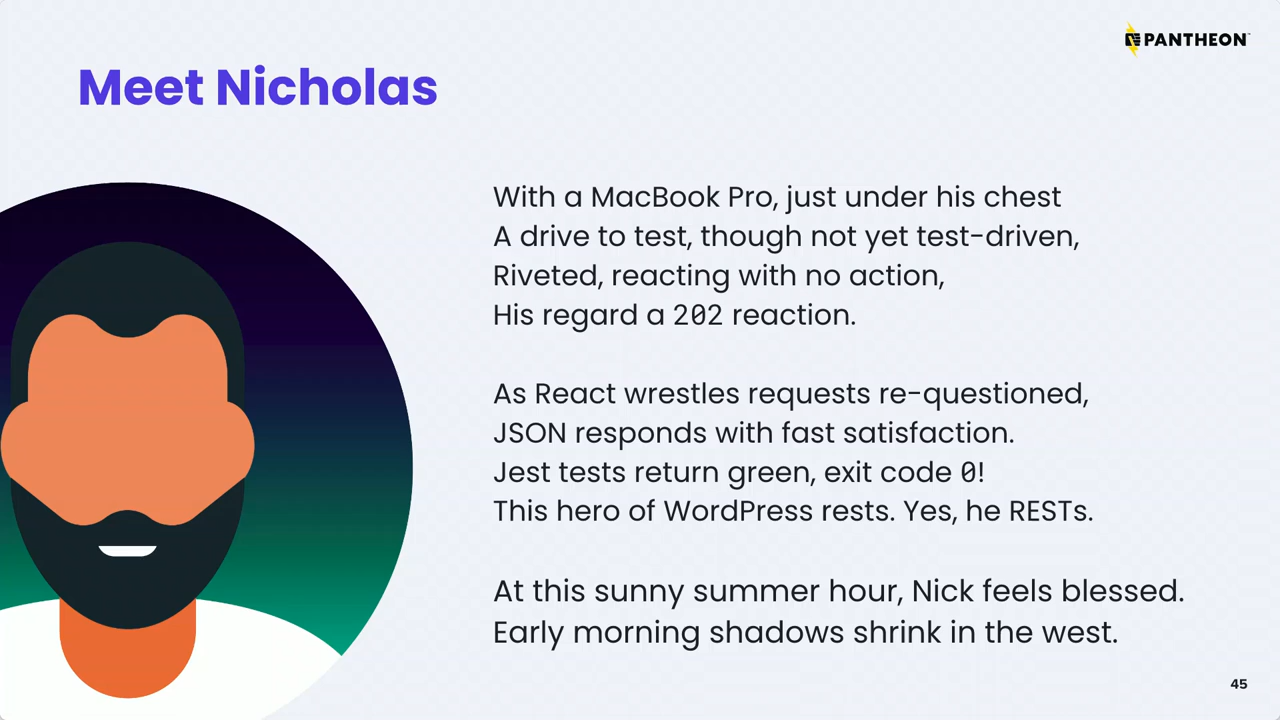 PANTHEON
Meet Nicholas
With a MacBook Pro, just under his chest
A drive to test, though not yet test-driven,
Riveted, reacting with no action,
His regard a 202 reaction.
As React wrestles requests re-questioned,
JSON responds with fast satisfaction.
Jest tests return green, exit code 0!
This hero of WordPress rests. Yes, he RESTs.
At this sunny summer hour, Nick feels blessed.
Early morning shadows shrink in the west.
45